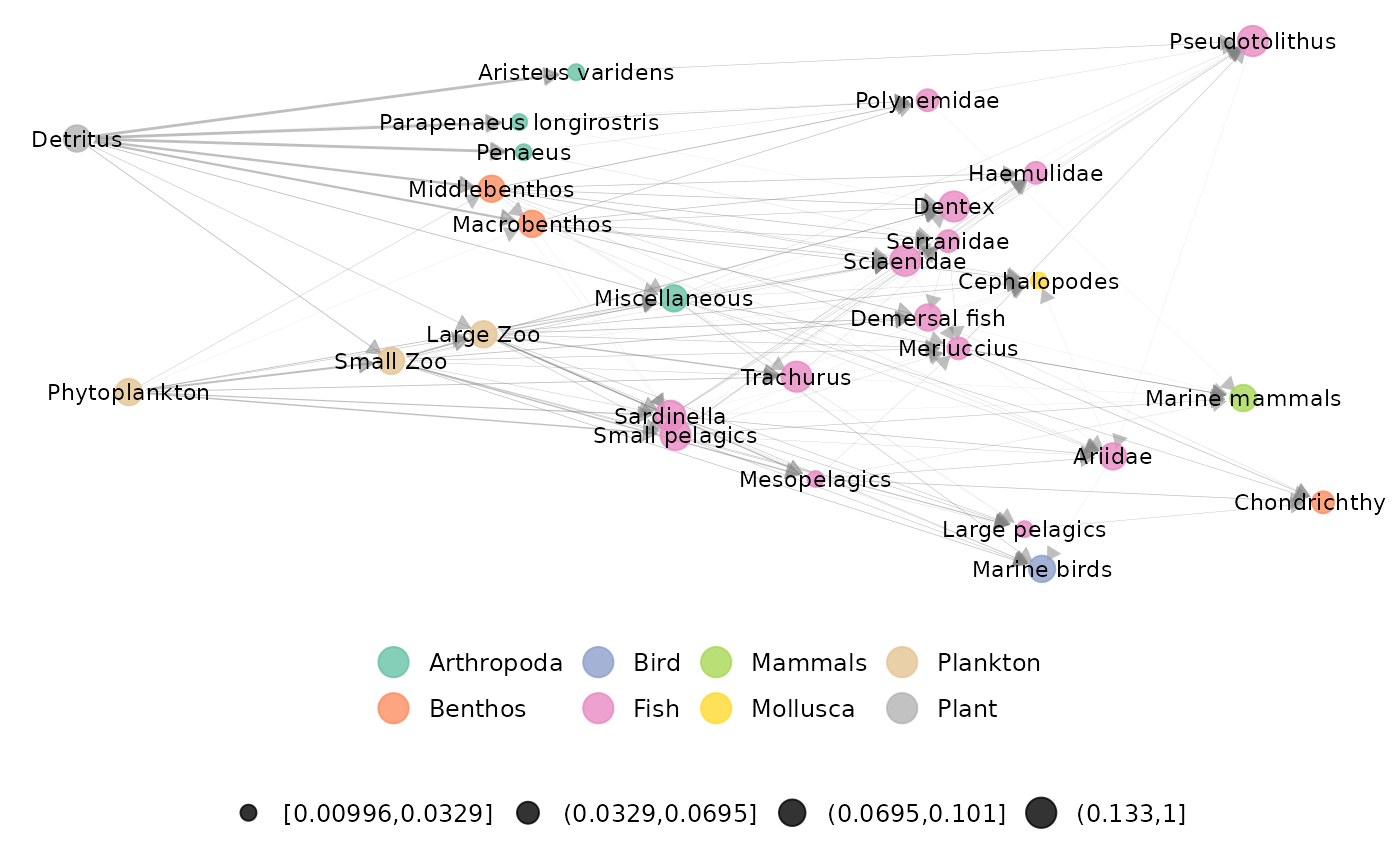 Pseudotolithus
Aristeus varidens
Polynemidae
Parapenaeus longirostris
Detritus
Penaeus
Haemulidae
Middlebenthos
Dentex
Macrobenthos
Serranidae
Sciaenidae
Cephalopodes
Miscellaneous
Demersal fish
Large Zoo
Merluccius
Small Zoo
Trachurus
Phytoplankton
Marine mammals
Sardinella
Small pelagics
Ariidae
Mesopelagics
Chondrichthy
Large pelagics
Marine birds
Arthropoda Bird Mammals Plankton
Benthos Fish Mollusca Plant
[0.00996,0.0329] (0.0329,0.0695] (0.0695,0.101] (0.133,1]